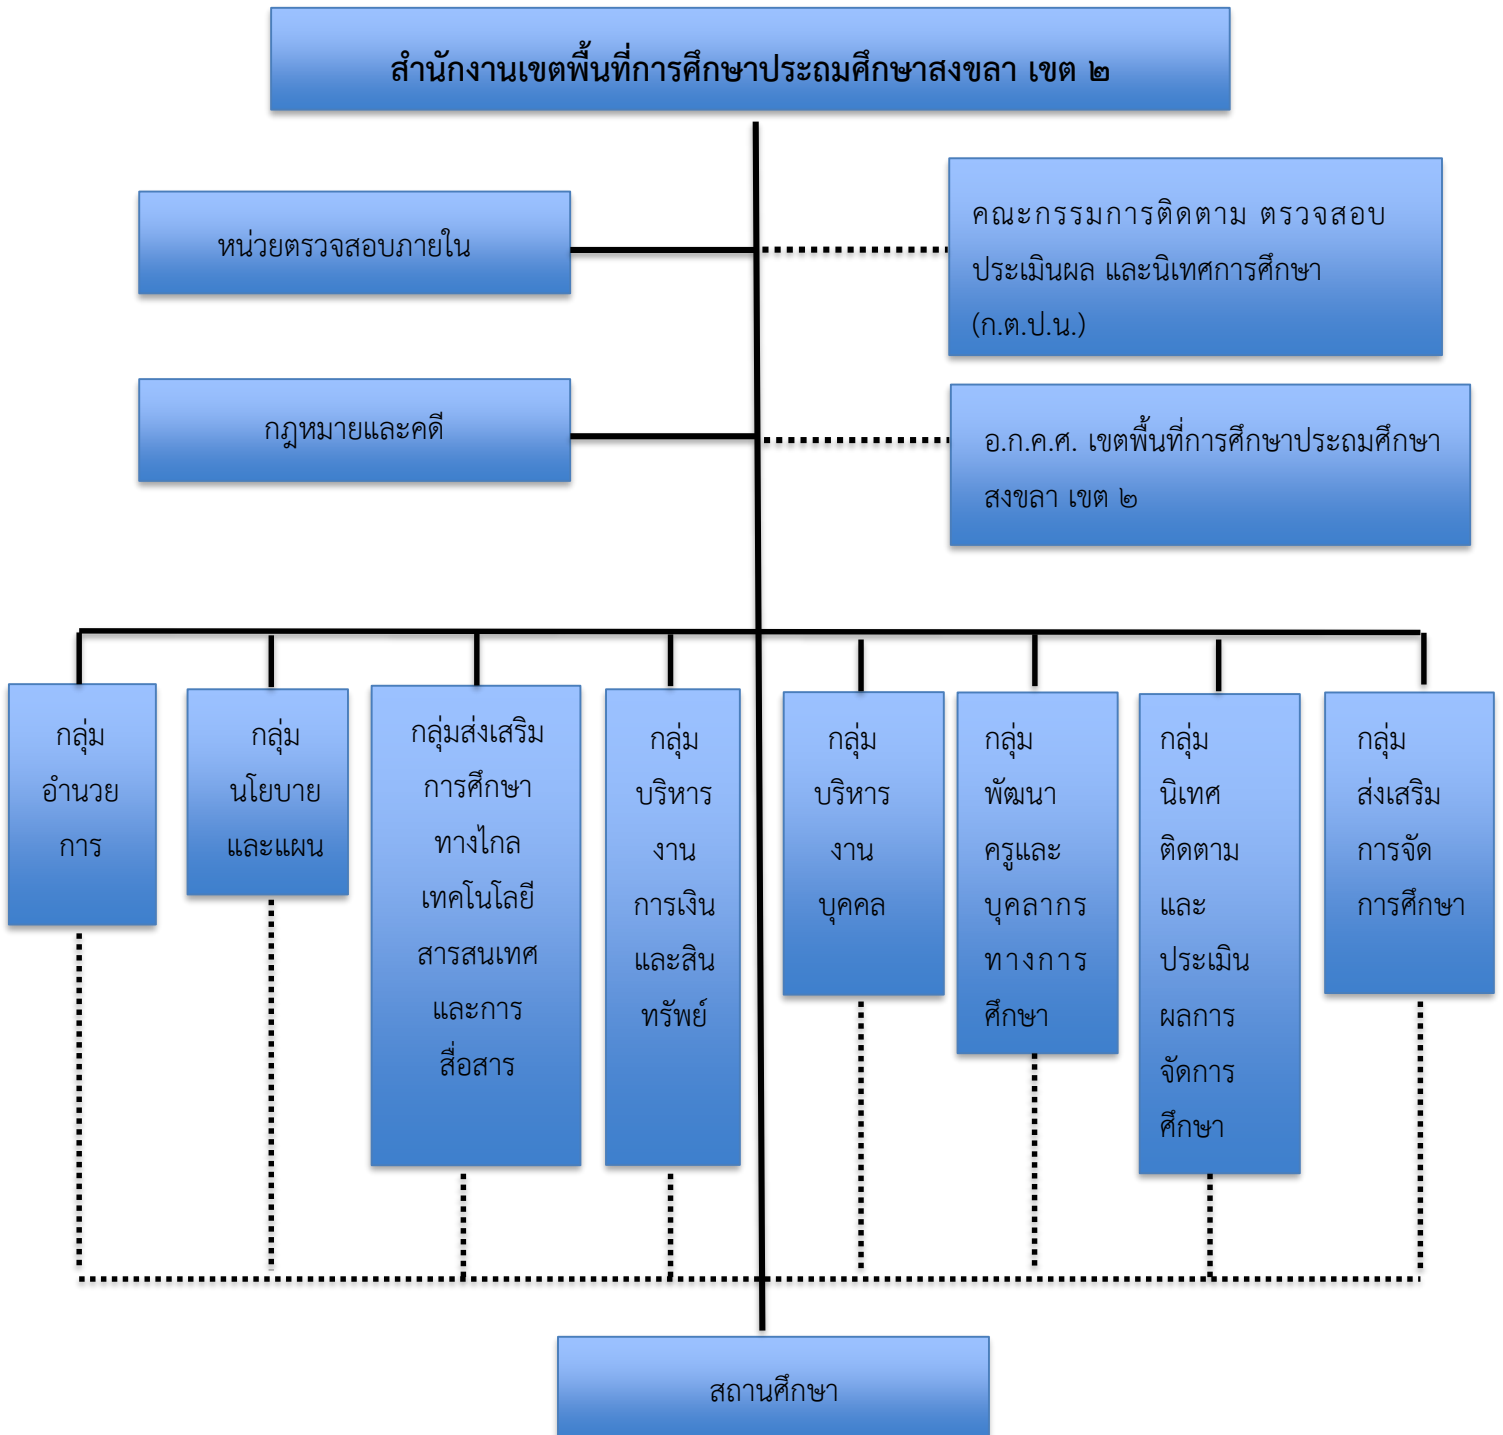 สำนักงานเขตพื้นที่การศึกษาประถมศึกษาสงขลา เขต ๒
หน่วยตรวจสอบภายใน
คณะกรรมการติดตาม ตรวจสอบ
ประเมินผล และนิเทศการศึกษา
(ก.ต.ป.น.)
กฎหมายและคดี
อ.ก.ค.ศ. เขตพื้นที่การศึกษาประถมศึกษา
สงขลา เขต ๒
กลุ่ม
อำนวย
การ
กลุ่ม
นโยบาย
และแผน
กลุ่มส่งเสริม
การศึกษา
ทางไกล
เทคโนโลยี
สารสนเทศ
และการ
สื่อสาร
กลุ่ม
บริหาร
งาน
การเงิน
และสิน
ทรัพย์
กลุ่ม
บริหาร
งาน
บุคคล
กลุ่ม
พัฒนา
ครูและ
บุคลากร
ทางการ
ศึกษา
กลุ่ม
นิเทศ
ติดตาม
และ
ประเมิน
ผลการ
จัดการ
ศึกษา
กลุ่ม
ส่งเสริม
การจัด
การศึกษา
สถานศึกษา